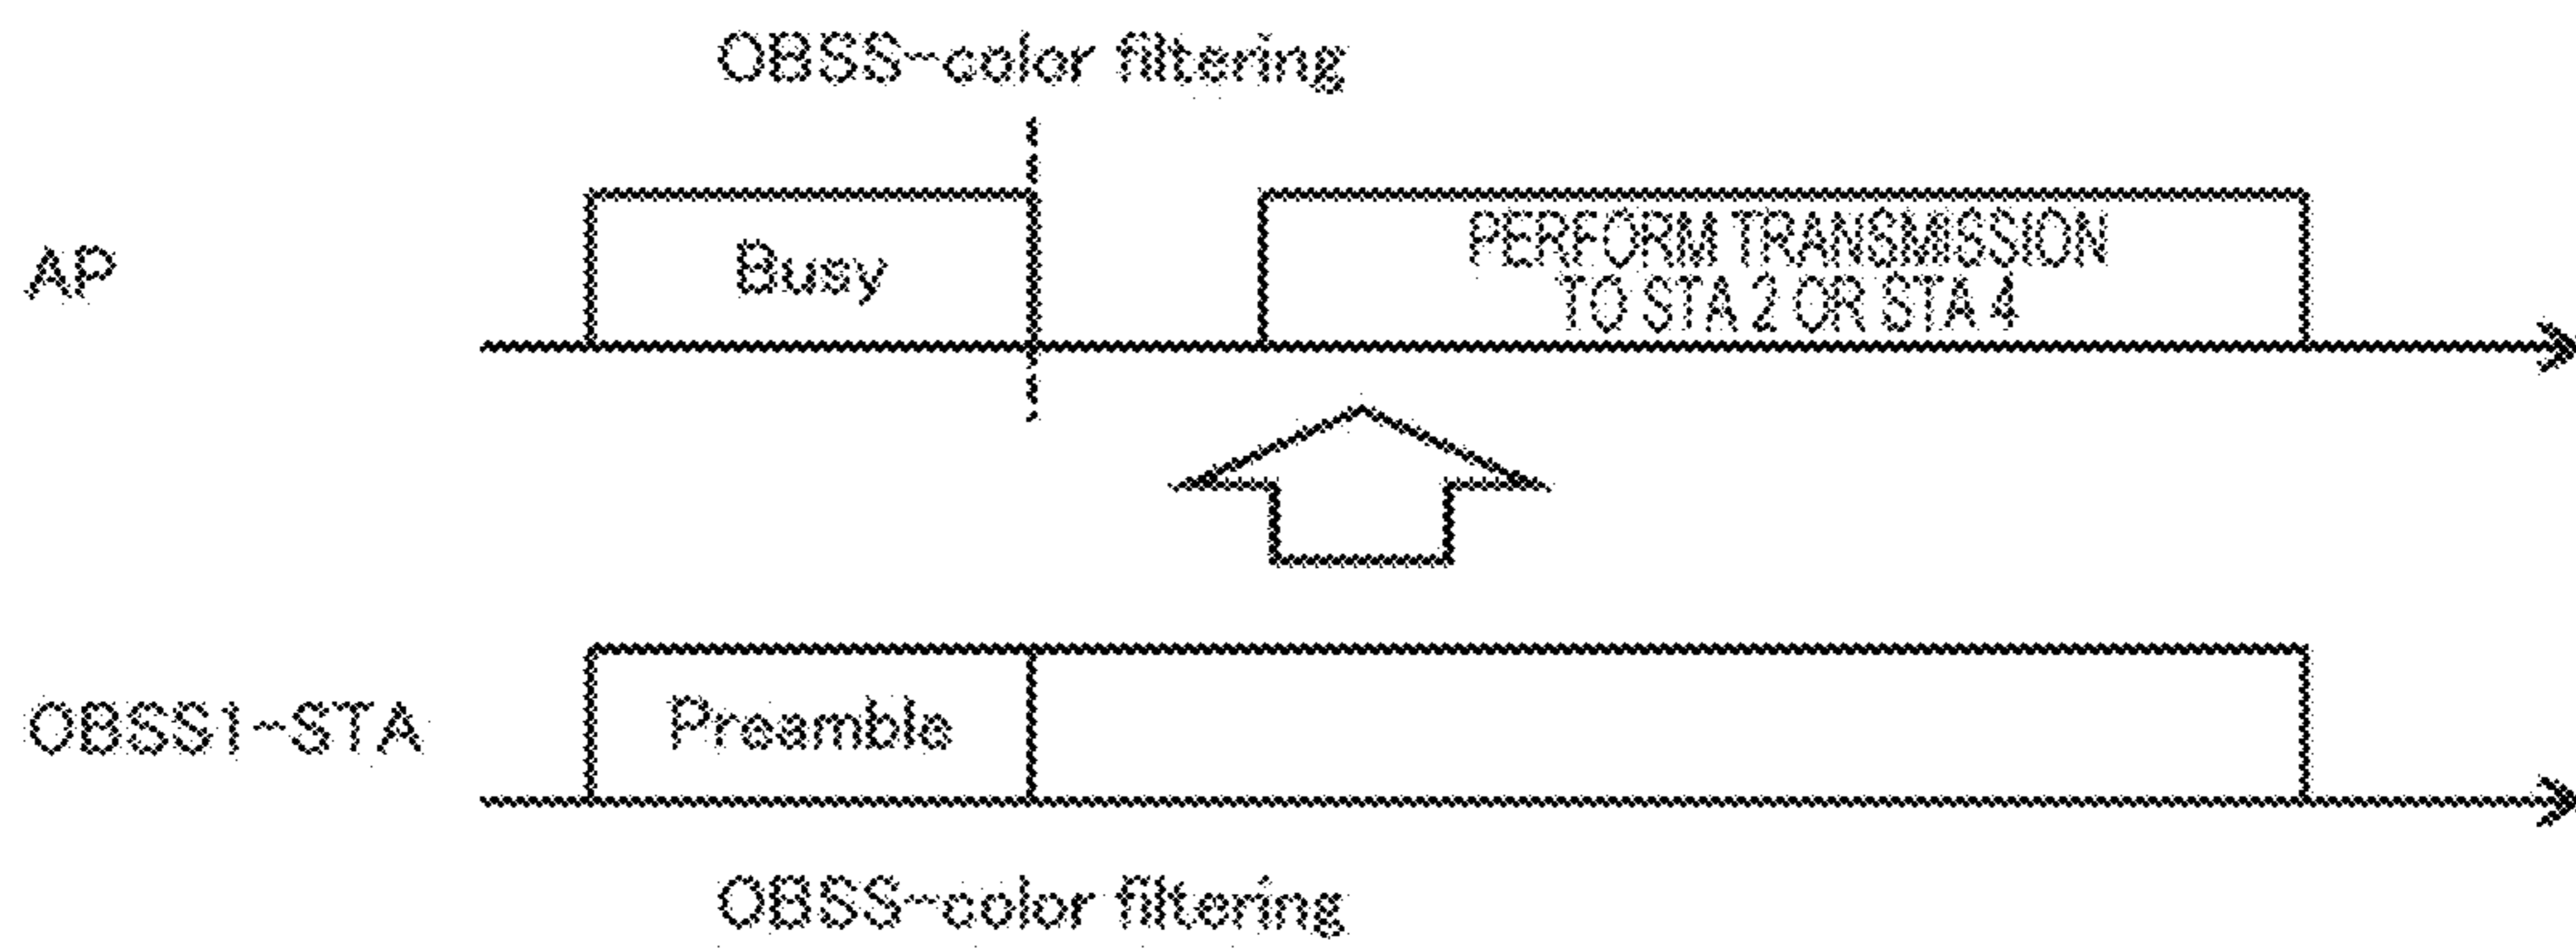 OBSS-color filtering
AP
Busy
PERFORM TRANSMISSION
TO STA 2 OR STA 4
OBSS1-STA
Preamble
OBSS-color filtering